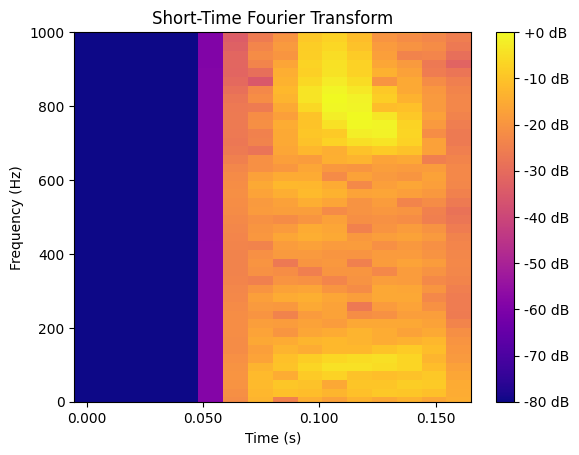 Short-Time Fourier Transform
1000
800
600
400
200
0
Frequency (Hz)
0.000
0.050
0.100
0.150
Time (s)
+0 dB
-10 dB
-20 dB
-30 dB
-40 dB
-50 dB
-60 dB
-70 dB
-80 dB